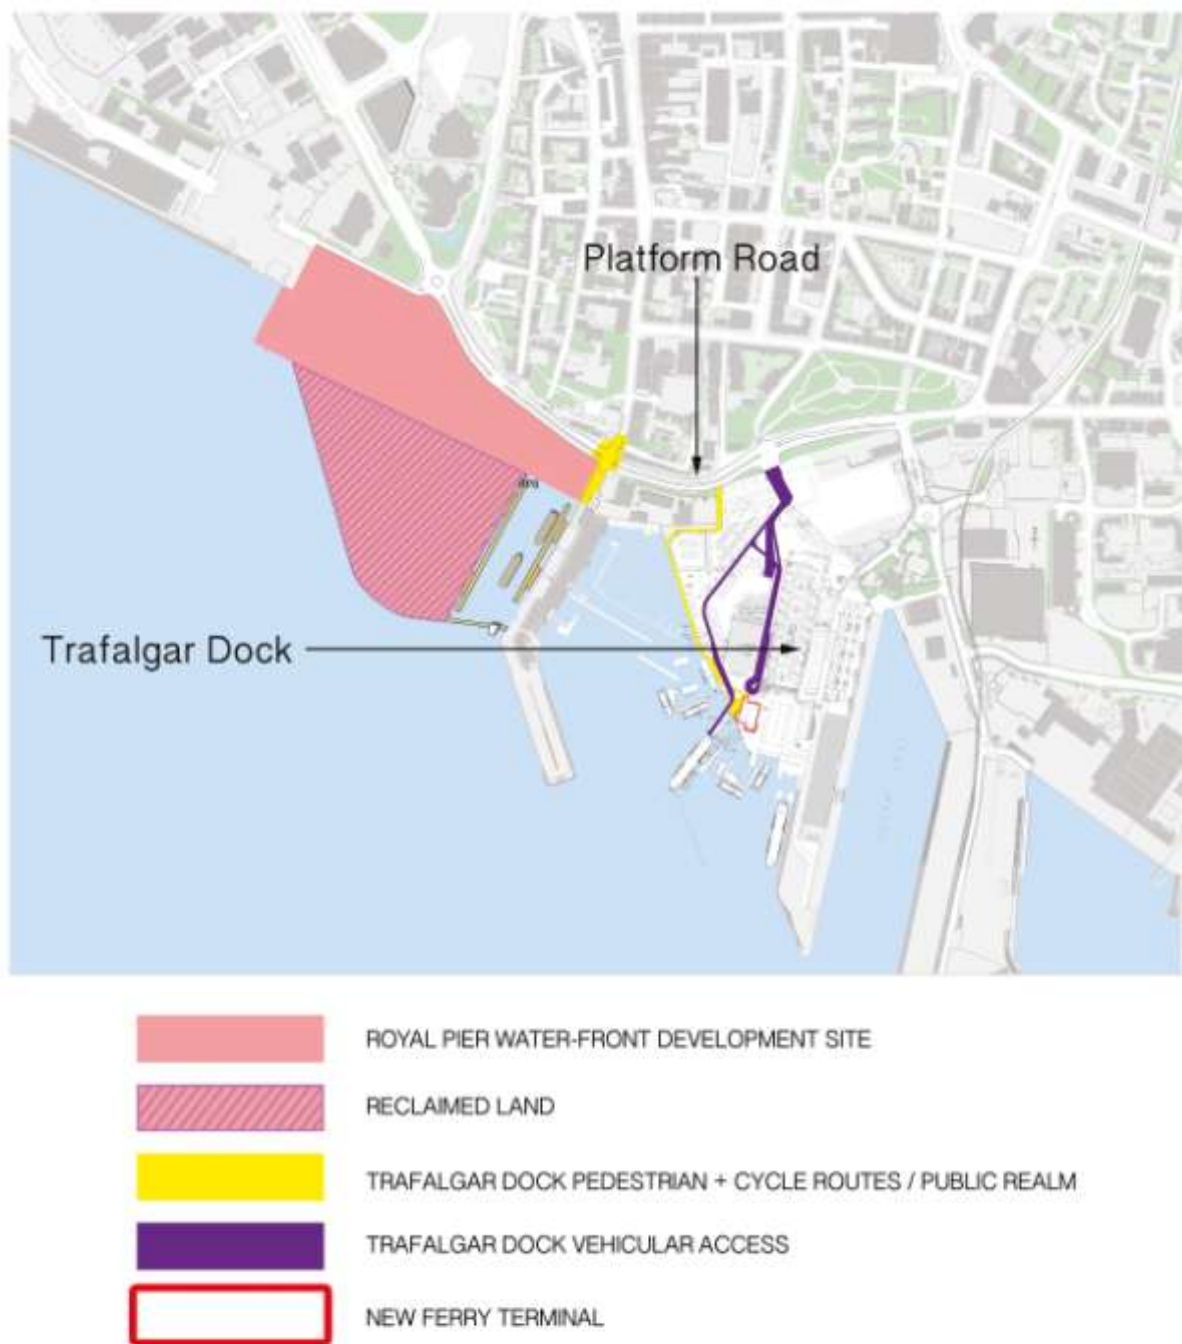 Platform Road
Trafalgar Dock
ROYAL PIER WATER-FRONT DEVELOPMENT SITE
RECLAIMED LAND
TRAFALGAR DOCK PEDESTRIAN + CYCLE ROUTES / PUBLIC REALM
TRAFALGAR DOCK VEHICULAR ACCESS
NEW FERRY TERMINAL